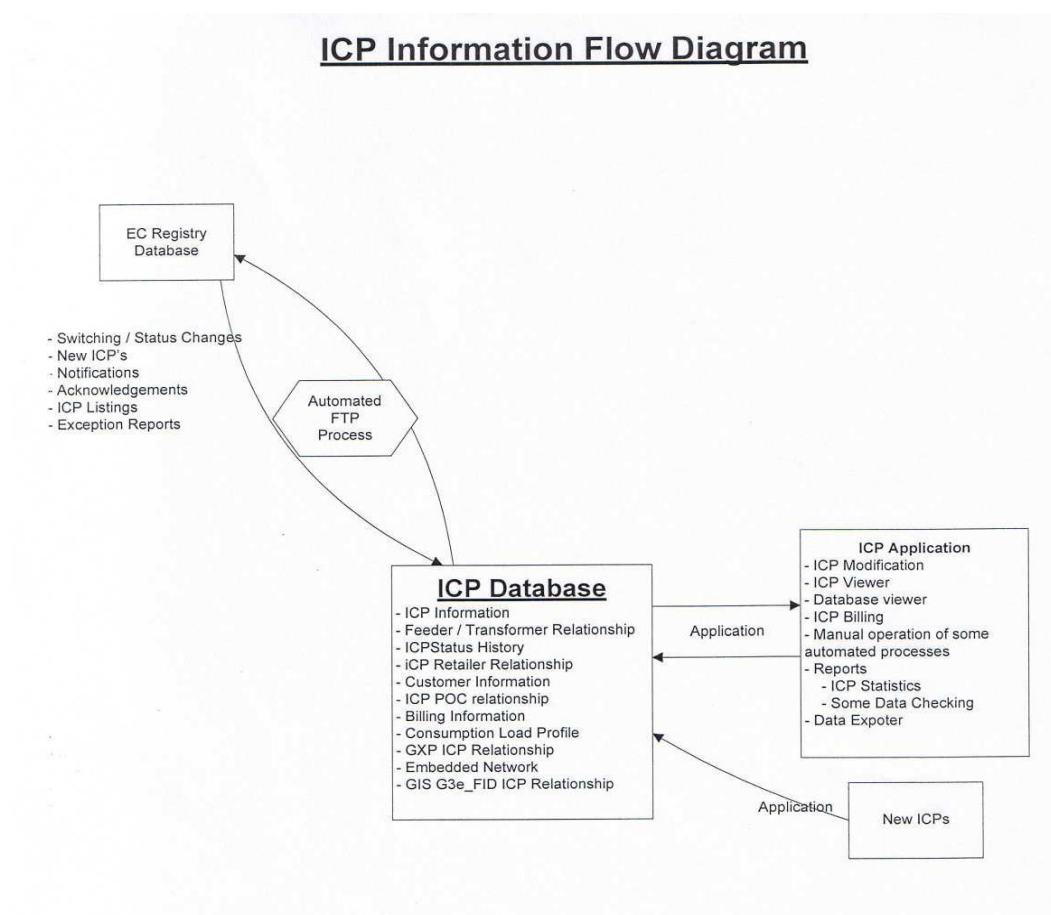 ICP Information Flow Diagram
EC Registry
Database
- Switching / Status Changes
- New ICP's
- Notifications
- Acknowledgements
- ICP Listings
- Exception Reports
Automated
FTP
Process
ICP Database
- ICP Information
- Feeder / Transformer Relationship
- ICPStatus History
- iCP Retailer Relationship
- Customer Information
- ICP POC relationship
- Billing Information
- Consumption Load Profile
- GXP ICP Relationship
- Embedded Network
- GIS G3e_FID ICP Relationship
Application
ICP Application
- ICP Modification
- ICP Viewer
- Database viewer
- ICP Billing
- Manual operation of some
automated processes
- Reports
- ICP Statistics
- Some Data Checking
- Data Expoter
Application
New ICPs